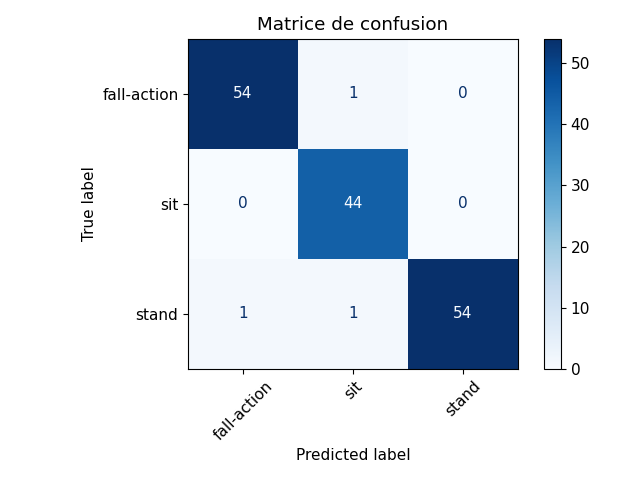 Matrice de confusion
True label
fall-action
54 1 0
sit
0 44 0
stand
1 1 54
fall-action
sit
stand
Predicted label
50
40
30
20
10
0